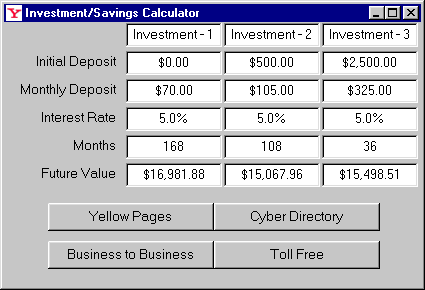 Investment/Savings Calculator
Investment-1 Investment-2 Investment-3
Initial Deposit $0.00 $500.00 $2,500.00
Monthly Deposit $70.00 $105.00 $325.00
Interest Rate 5.0% 5.0% 5.0%
Months 168 108 36
Future Value $16,981.88 $15,067.96 $15,498.51
Yellow Pages Cyber Directory
Business to Business Toll Free